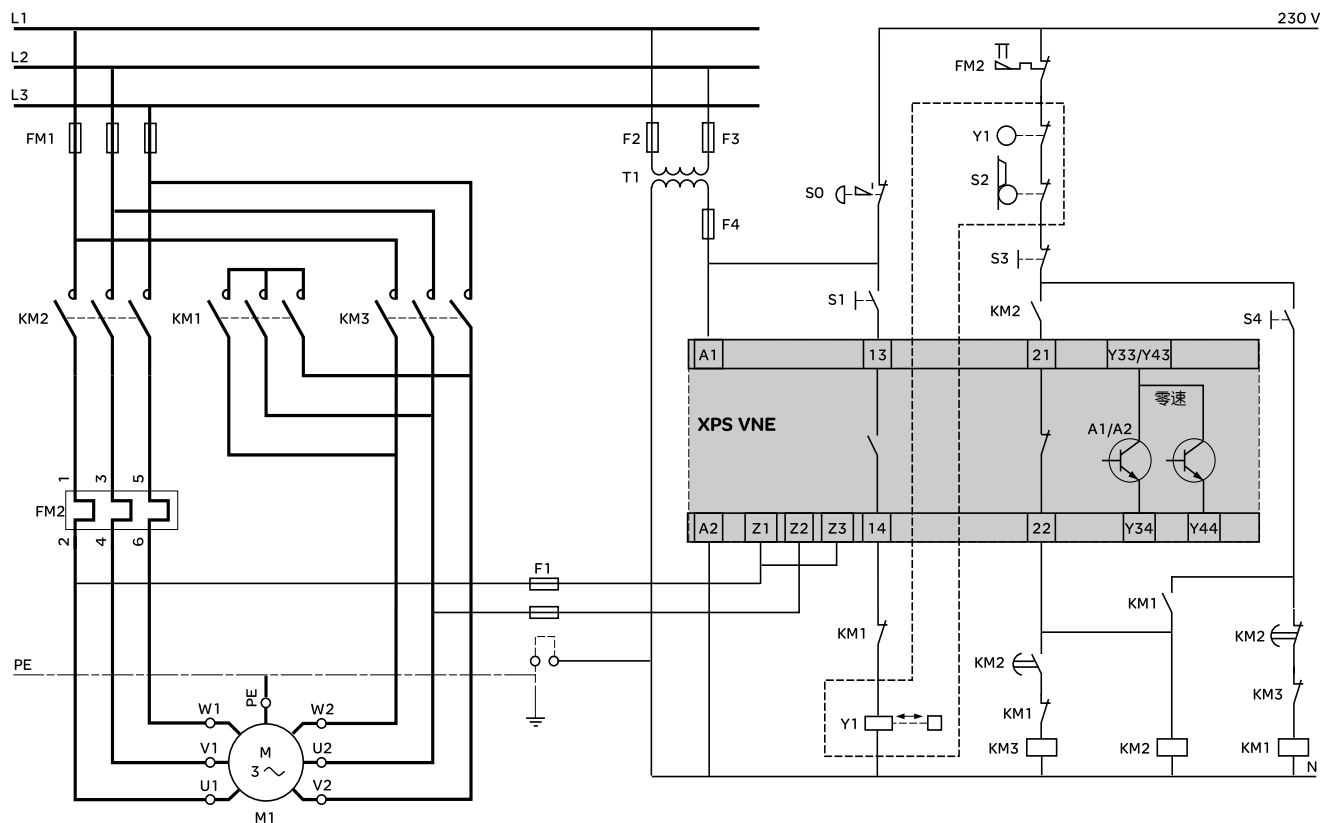 L1
230 V
L2
FM2
L3
FM1
F2
F3
Y1
T1
S2
S0
F4
S3
S1
KM2
KM1
KM3
KM2
S4
A1
13
21
Y33/Y43
零速
XPS VNE
A1/A2
1
3
5
FM2
A2
Z1
Z2
Z3
14
22
Y34
Y44
2
4
6
F1
KM1
KM1
KM2
PE
KM2
PE
KM3
W1
W2
KM1
Y1
M
3
V1
U2
KM3
KM2
KM1
N
U1
V2
M1